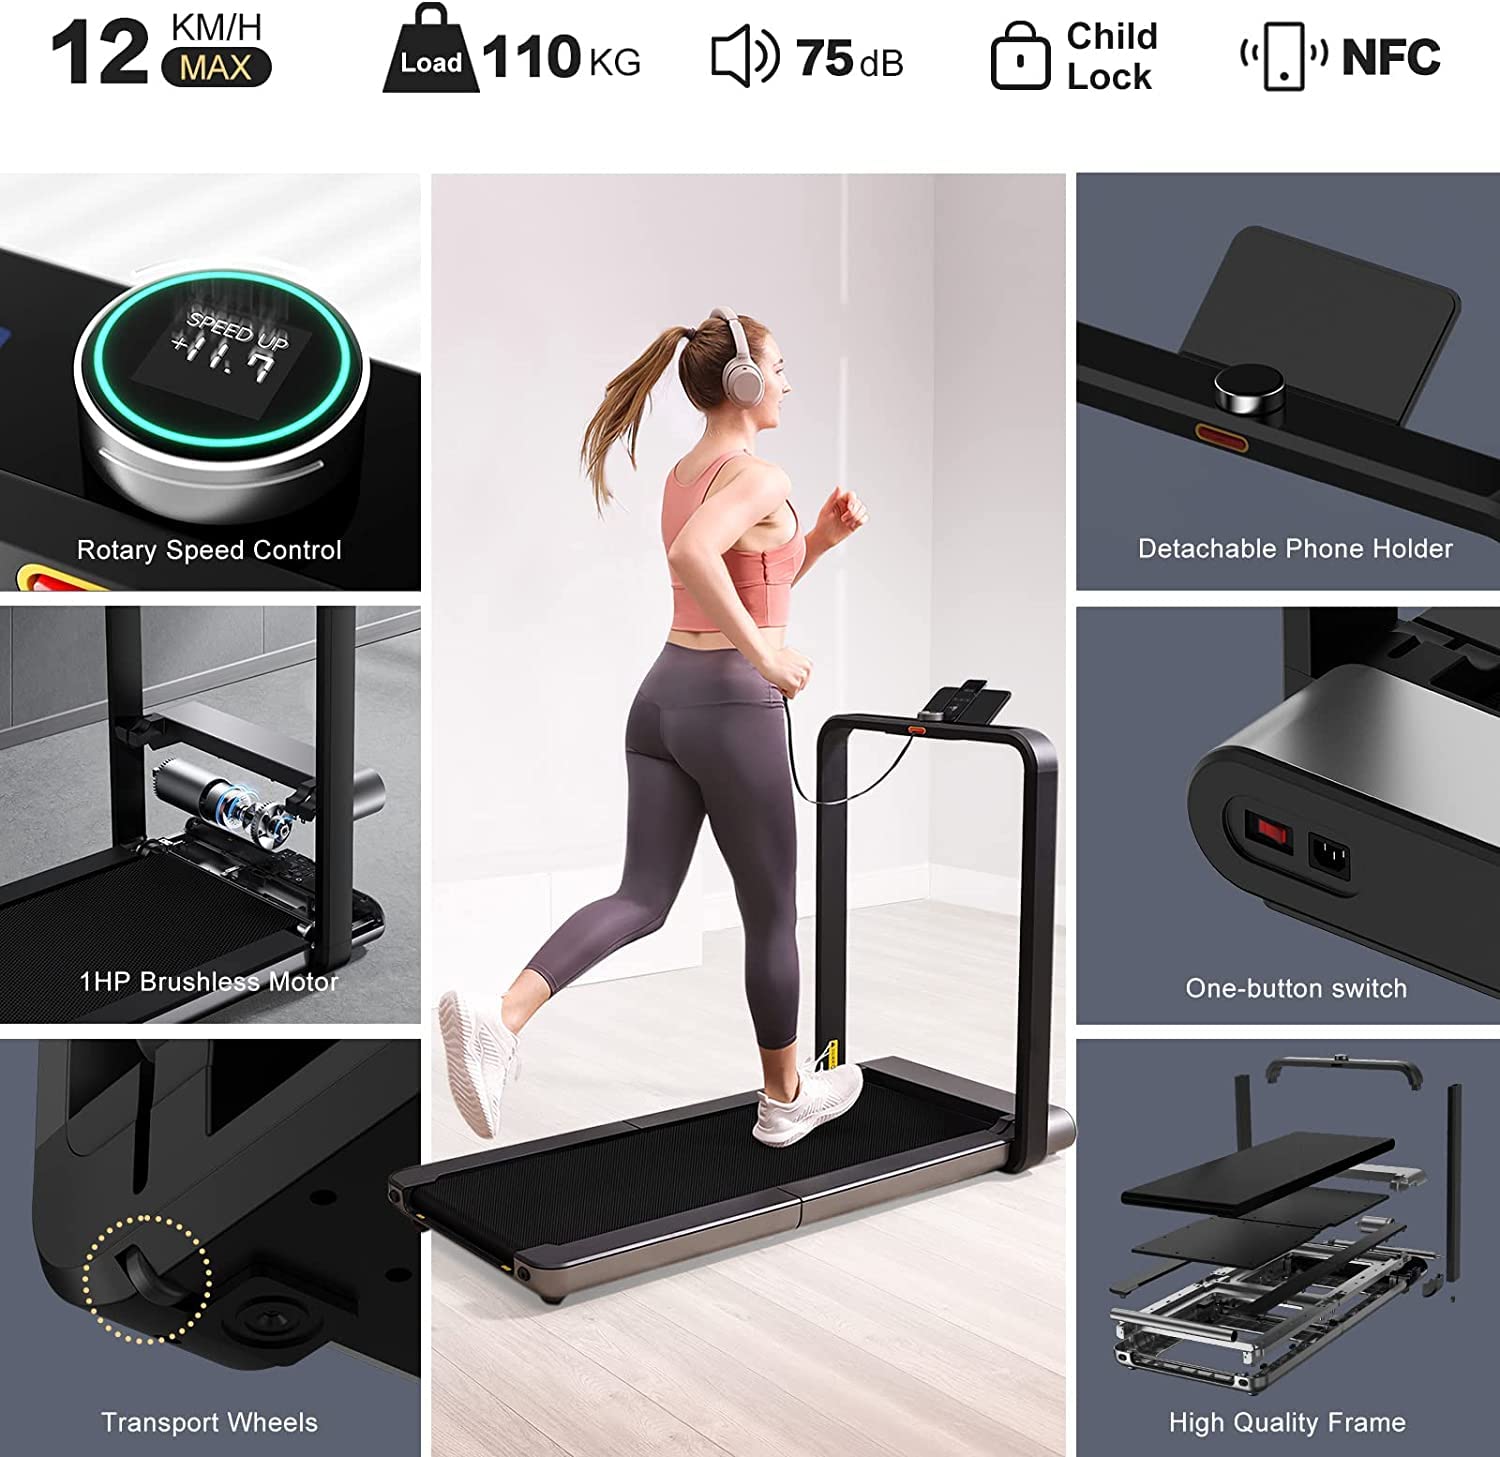 12 KM/H
MAX
Load 110 KG
75 dB
Child
Lock
NFC
SPEED UP
+11.7
Rotary Speed Control
Detachable Phone Holder
1HP Brushless Motor
One-button switch
Transport Wheels
High Quality Frame